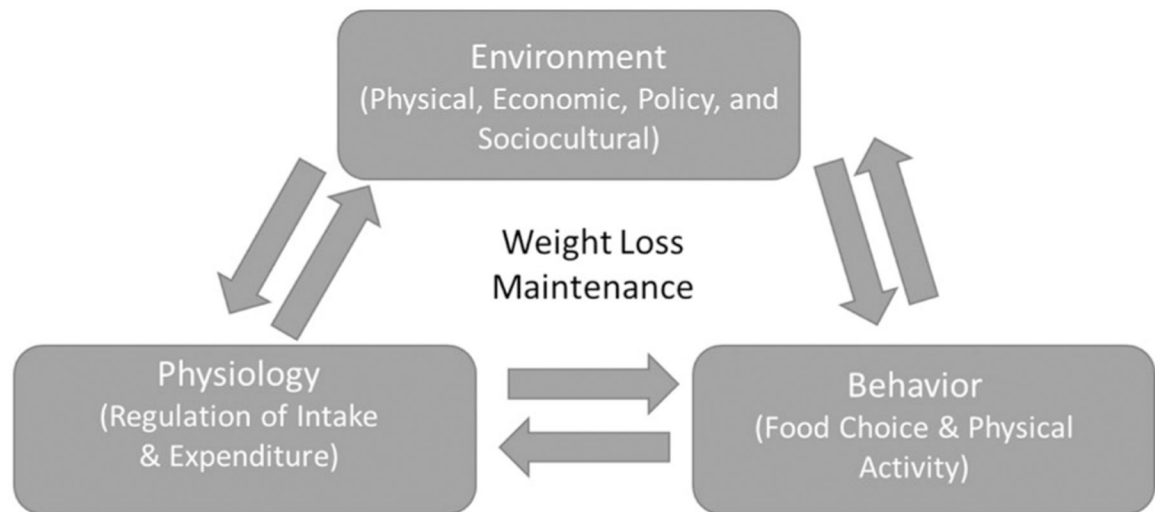 Environment
(Physical, Economic, Policy, and
Sociocultural)
Weight Loss
Maintenance
Physiology
(Regulation of Intake
& Expenditure)
Behavior
(Food Choice & Physical
Activity)